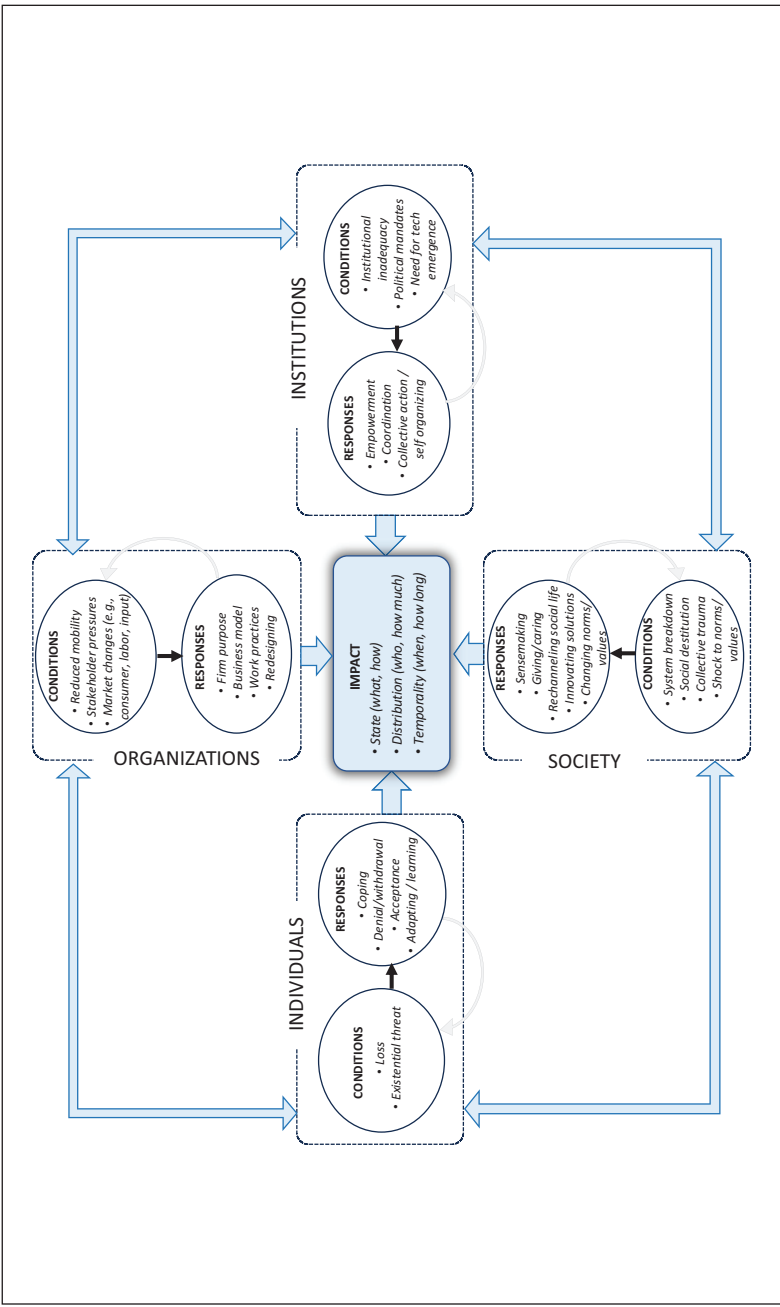 ORGANIZATIONS
CONDITIONS
• Reduced mobility
• Stakeholder pressures
• Market changes (e.g.,
consumer, labor, input)
RESPONSES
• Firm purpose
• Business model
• Work practices
• Redesigning
INDIVIDUALS
CONDITIONS
• Loss
• Existential threat
RESPONSES
• Coping
• Denial/withdrawal
• Acceptance
• Adapting / learning
IMPACT
• State (what, how)
• Distribution (who, how much)
• Temporality (when, how long)
INSTITUTIONS
RESPONSES
• Empowerment
• Coordination
• Collective action /
self organizing
CONDITIONS
• Institutional
inadequacy
• Political mandates
• Need for tech
emergence
SOCIETY
RESPONSES
• Sensemaking
• Giving/caring
• Rechanneling social life
• Innovating solutions
• Changing norms/
values
CONDITIONS
• System breakdown
• Social destitution
• Collective trauma
• Shock to norms/
values